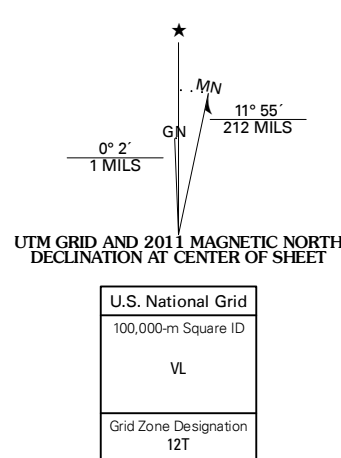 ★
MN
GN
11° 55´
212 MILS
0° 2´
1 MILS
UTM GRID AND 2011 MAGNETIC NORTH
DECLINATION AT CENTER OF SHEET
U.S. National Grid
100,000-m Square ID
VL
Grid Zone Designation
12T